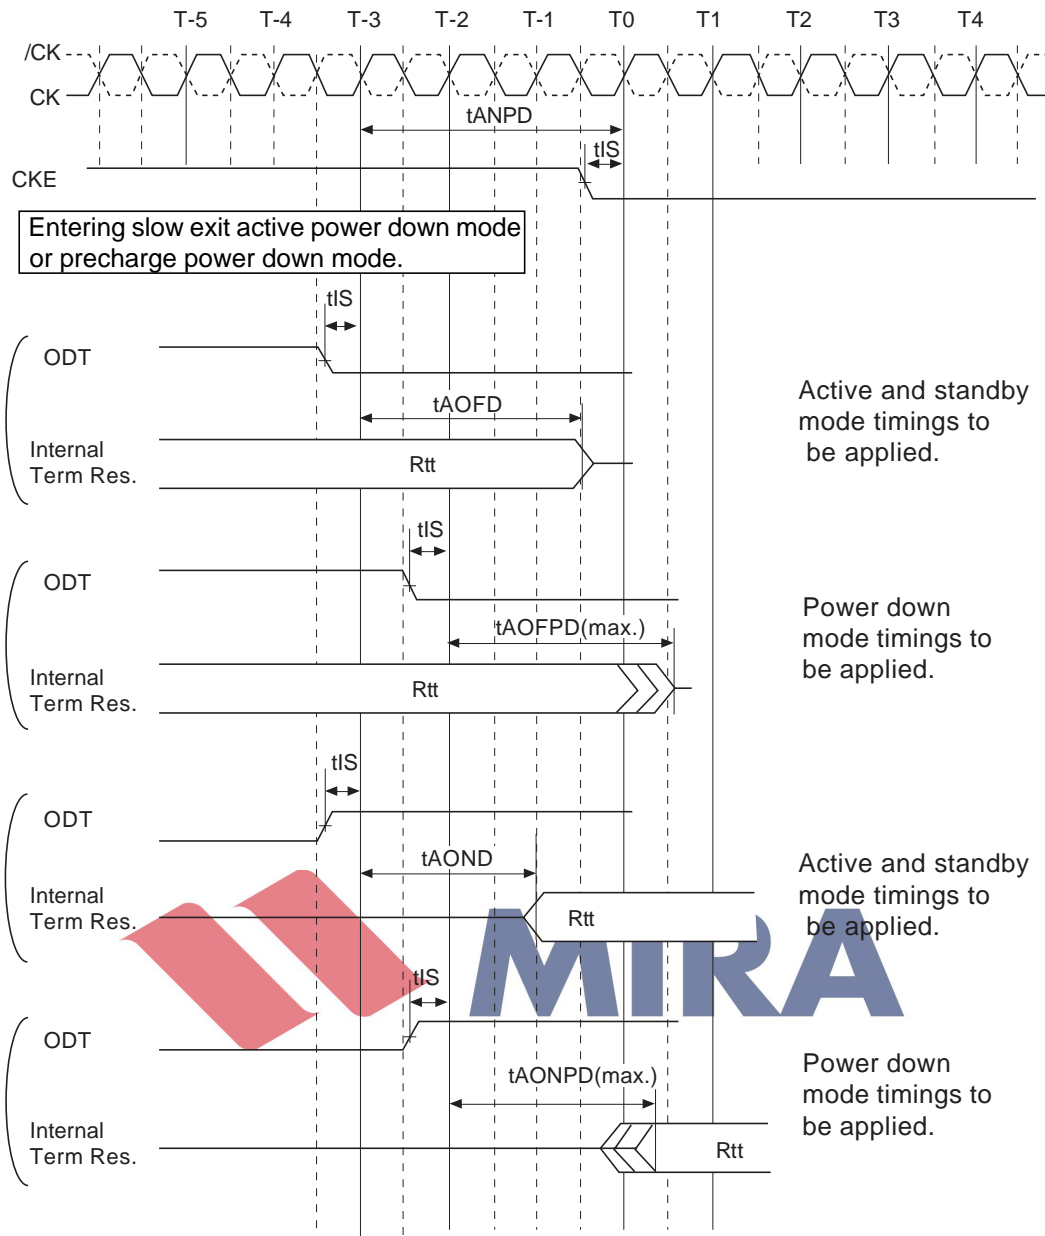 T-5 T-4 T-3 T-2 T-1 T0 T1 T2 T3 T4
/CK
CK
tANPD
tIS
CKE
Entering slow exit active power down mode
or precharge power down mode.
tIS
ODT
tAOFD
Internal
Term Res.
Rtt
Active and standby
mode timings to
be applied.
tIS
ODT
tAOFPD(max.)
Internal
Term Res.
Rtt
Power down
mode timings to
be applied.
tIS
ODT
tAOND
Internal
Term Res.
Rtt
Active and standby
mode timings to
be applied.
MIRA
tIS
ODT
tAONPD(max.)
Internal
Term Res.
Rtt
Power down
mode timings to
be applied.